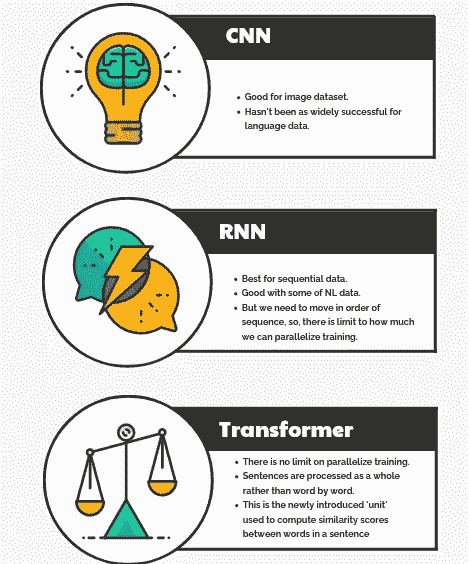 CNN
• Good for image dataset.
• Hasn't been as widely successful for
language data.
RNN
• Best for sequential data.
• Good with some of NL data.
• But we need to move in order of
sequence, so, there is limit to how much
we can parallelize training.
Transformer
• There is no limit on parallelize training.
• Sentences are processed as a whole
rather than word by word.
• This is the newly introduced 'unit'
used to compute similarity scores
between words in a sentence